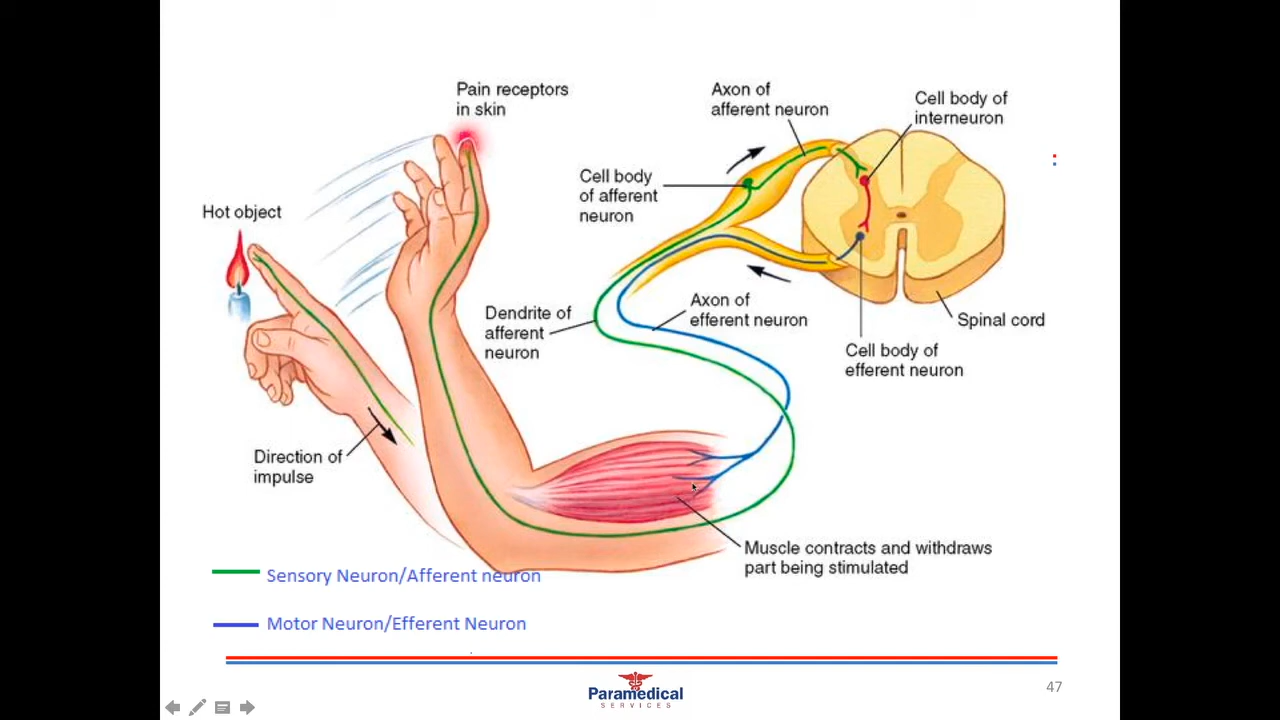 Pain receptors
in skin
Axon of
afferent neuron
Cell body of
interneuron
Cell body
of afferent
neuron
Hot object
Dendrite of
afferent
neuron
Axon of
efferent neuron
Spinal cord
Cell body of
efferent neuron
Direction of
impulse
Muscle contracts and withdraws
part being stimulated
Sensory Neuron/Afferent neuron
Motor Neuron/Efferent Neuron
Paramedical
SERVICES
47